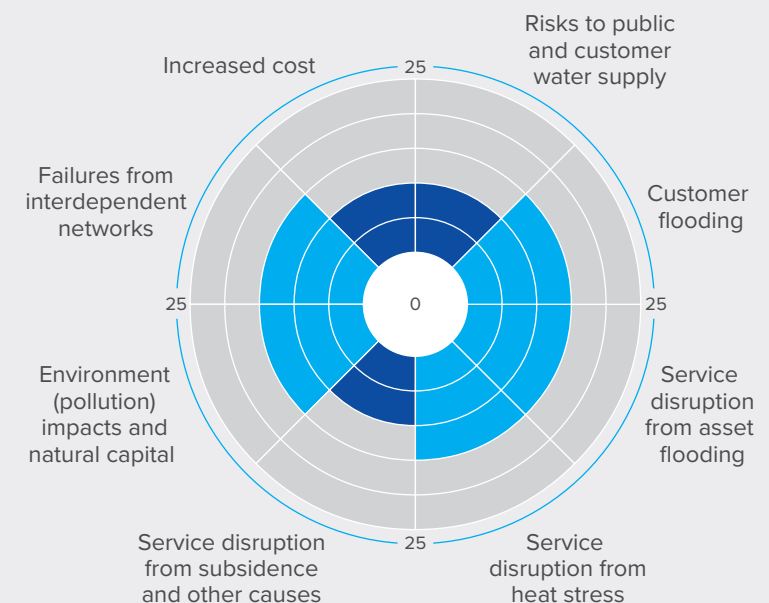 Risks to public
and customer
water supply
Increased cost
25
Failures from
interdependent
networks
Customer
flooding
25
0
25
Environment
(pollution)
impacts and
natural capital
Service
disruption
from asset
flooding
25
Service disruption
from subsidence
and other causes
Service
disruption from
heat stress